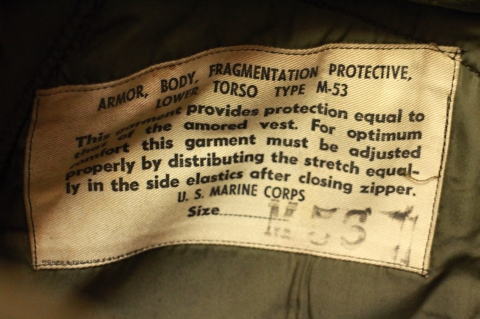 ARMOR, BODY, FRAGMENTATION PROTECTIVE,
LOWER TORSO TYPE M-53
This garment provides protection equal to
that of the amored vest. For optimum
comfort this garment must be adjusted
properly by distributing the stretch equal-
ly in the side elastics after closing zipper.
U. S. MARINE CORPS
Size